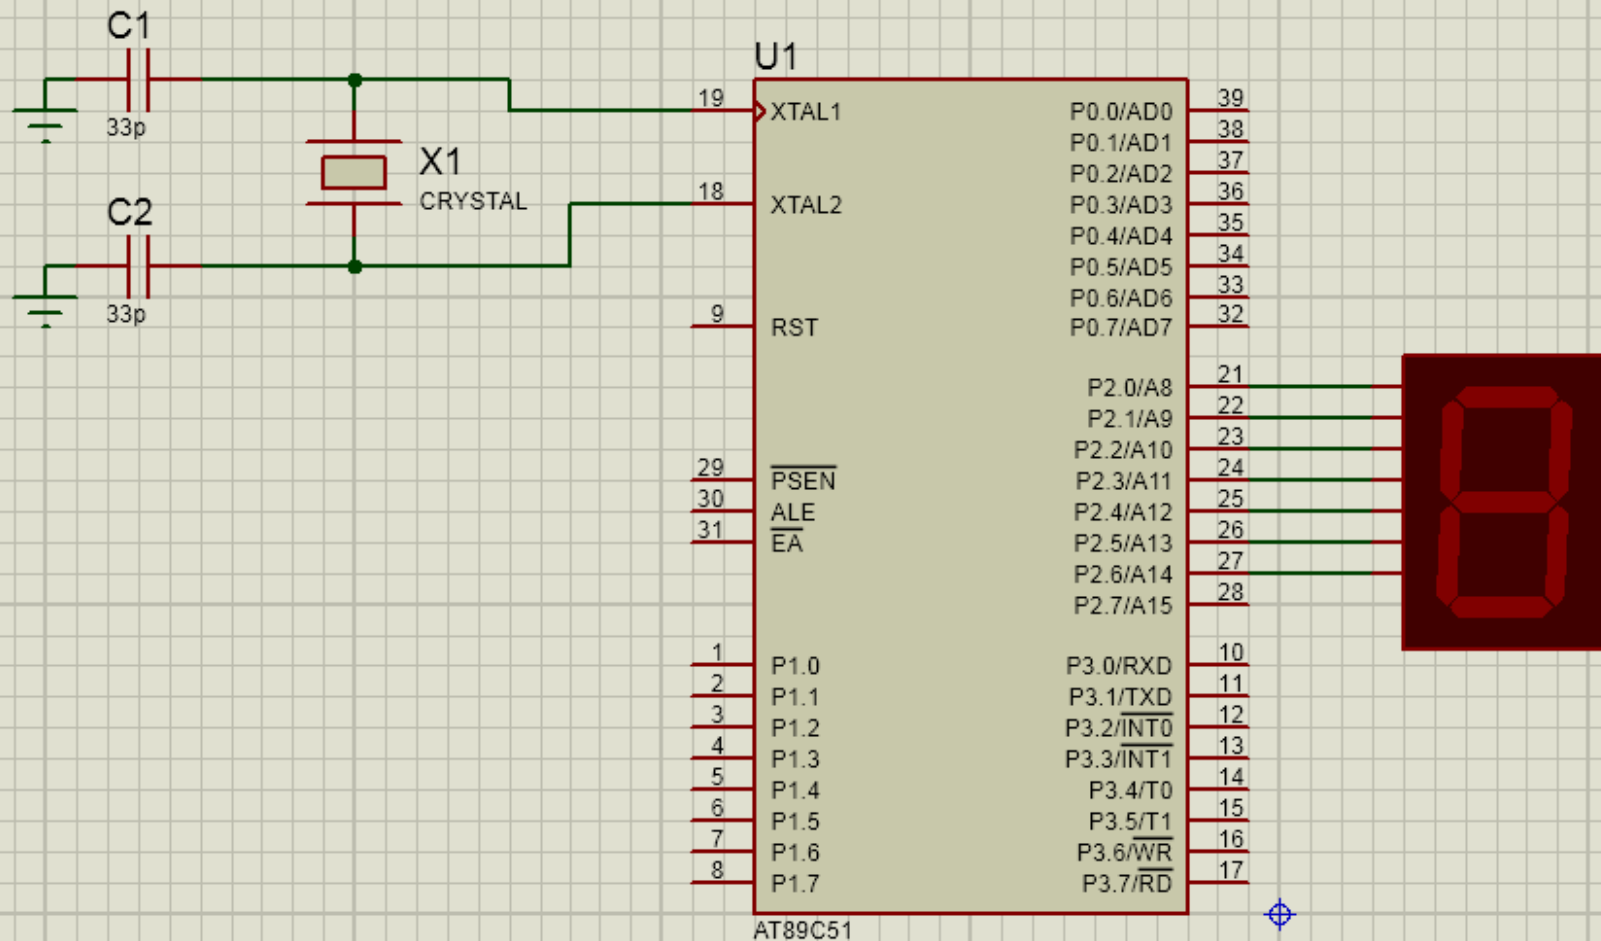 C1
33p
C2
33p
X1
CRYSTAL
U1
19 XTAL1
18 XTAL2
9 RST
29 PSEN
30 ALE
31 EA
1 P1.0
2 P1.1
3 P1.2
4 P1.3
5 P1.4
6 P1.5
7 P1.6
8 P1.7
P0.0/AD0 39
P0.1/AD1 38
P0.2/AD2 37
P0.3/AD3 36
P0.4/AD4 35
P0.5/AD5 34
P0.6/AD6 33
P0.7/AD7 32
P2.0/A8 21
P2.1/A9 22
P2.2/A10 23
P2.3/A11 24
P2.4/A12 25
P2.5/A13 26
P2.6/A14 27
P2.7/A15 28
P3.0/RXD 10
P3.1/TXD 11
P3.2/INT0 12
P3.3/INT1 13
P3.4/T0 14
P3.5/T1 15
P3.6/WR 16
P3.7/RD 17
AT89C51